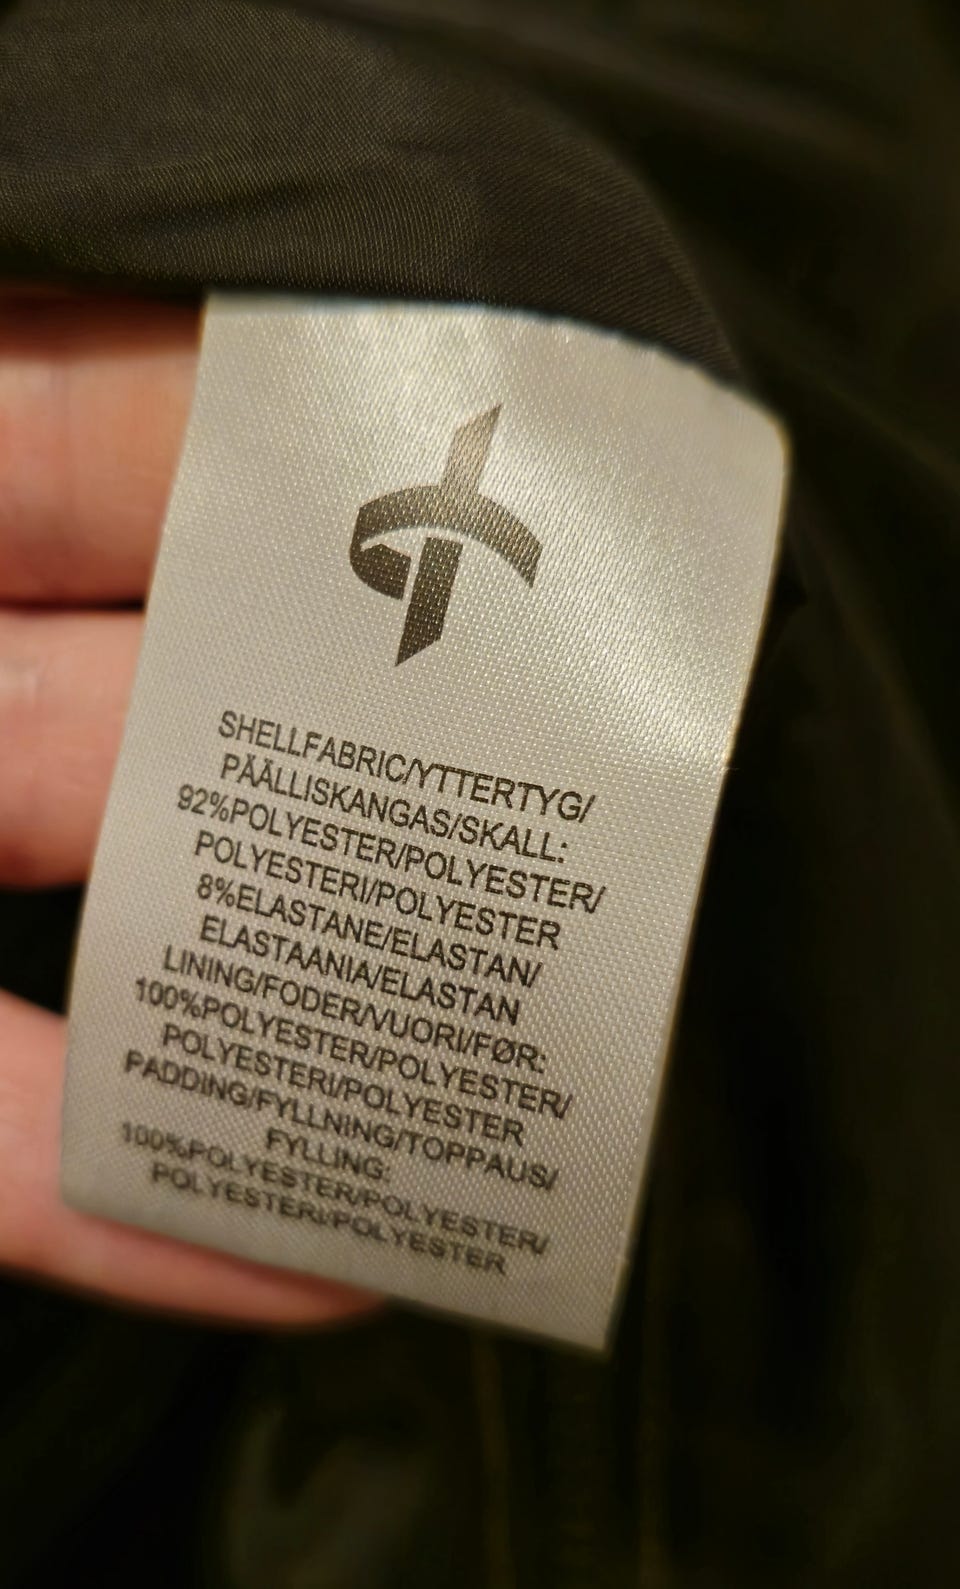 SHELLFABRIC/YTTERTYG/
PÄÄLLISKANGAS/SKALL:
92%POLYESTER/POLYESTER/
POLYESTERI/POLYESTER
8%ELASTANE/ELASTAN/
ELASTAANIA/ELASTAN
LINING/FODER/VUORI/FØR:
100%POLYESTER/POLYESTER/
POLYESTERI/POLYESTER
PADDING/FYLLNING/TOPPAUS/
FYLLING:
100%POLYESTER/POLYESTER/
POLYESTERI/POLYESTER